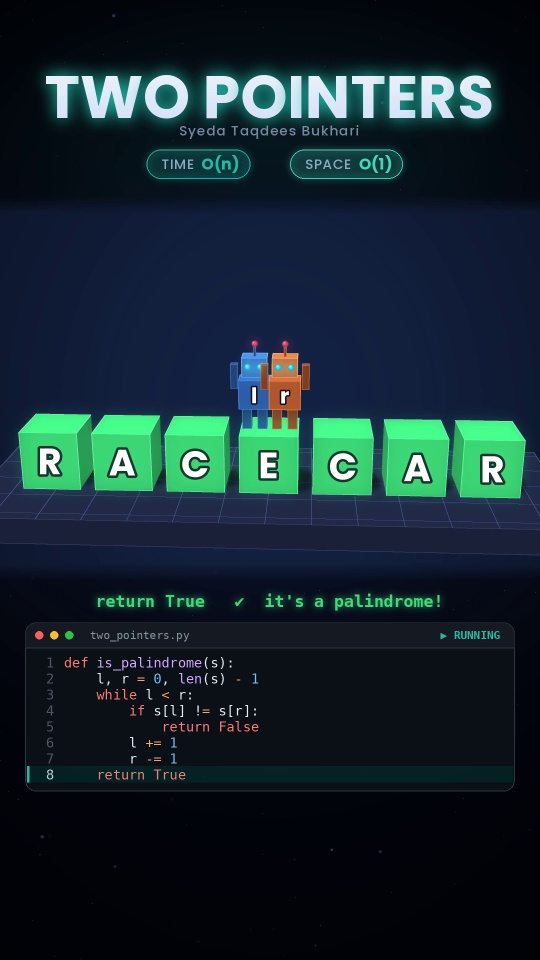 TWO POINTERS
Syeda Taqdees Bukhari
TIME O(n) SPACE O(1)
l r
R A C E C A R
return True ✔ it's a palindrome!
two_pointers.py ▶ RUNNING
1 def is_palindrome(s):
2     l, r = 0, len(s) - 1
3     while l < r:
4         if s[l] != s[r]:
5             return False
6         l += 1
7         r -= 1
8     return True